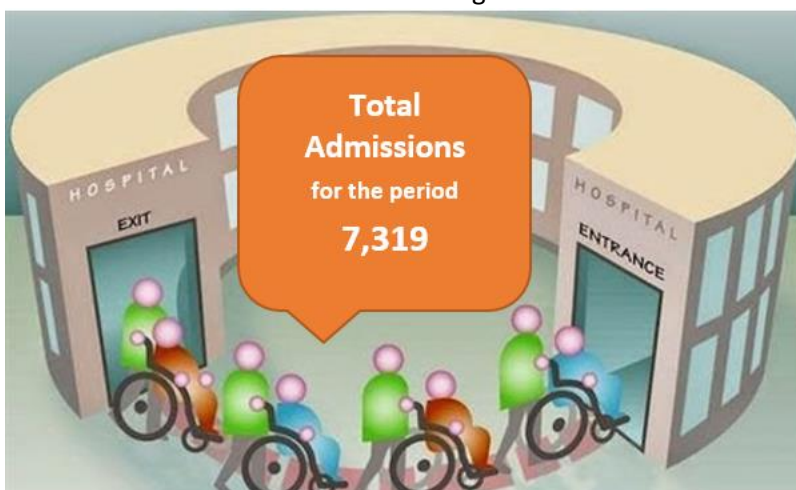 Total
Admissions
for the period
7,319
HOSPITAL
EXIT
HOSPITAL
ENTRANCE